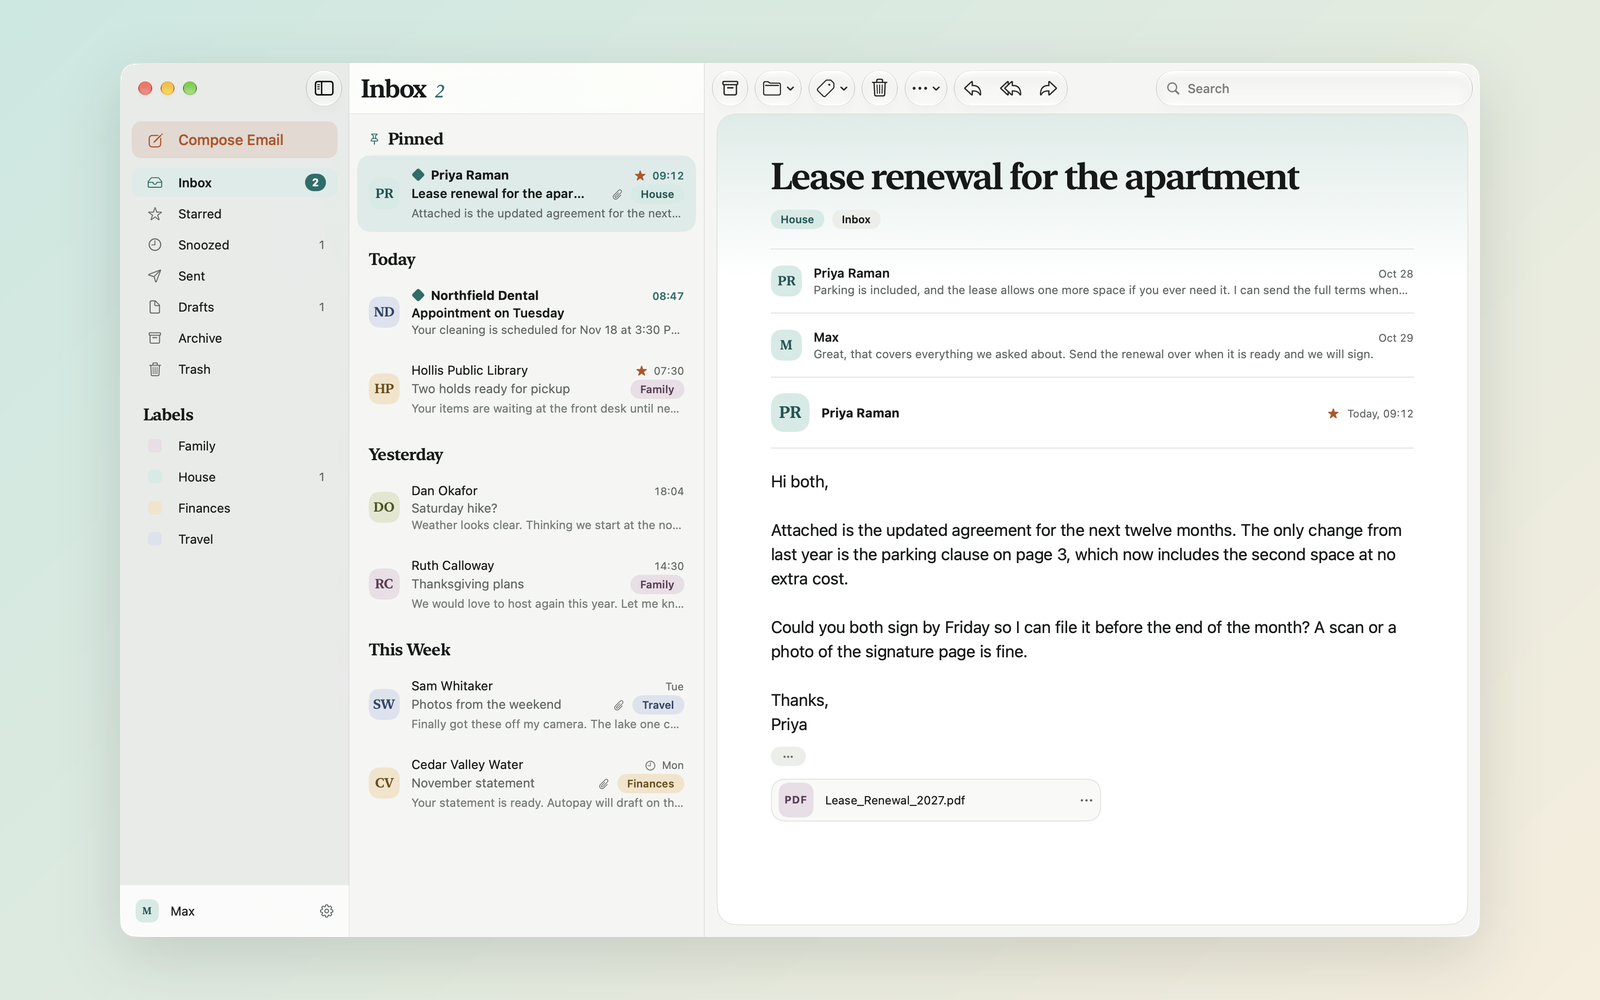 Compose Email
Inbox 2
Starred
Snoozed 1
Sent
Drafts 1
Archive
Trash
Labels
Family
House 1
Finances
Travel
M Max
Inbox 2
Pinned
PR
Priya Raman 09:12
Lease renewal for the apar... House
Attached is the updated agreement for the next...
Today
ND
Northfield Dental 08:47
Appointment on Tuesday
Your cleaning is scheduled for Nov 18 at 3:30 P...
HP
Hollis Public Library 07:30
Two holds ready for pickup Family
Your items are waiting at the front desk until ne...
Yesterday
DO
Dan Okafor 18:04
Saturday hike?
Weather looks clear. Thinking we start at the no...
RC
Ruth Calloway 14:30
Thanksgiving plans Family
We would love to host again this year. Let me kn...
This Week
SW
Sam Whitaker Tue
Photos from the weekend Travel
Finally got these off my camera. The lake one c...
CV
Cedar Valley Water Mon
November statement Finances
Your statement is ready. Autopay will draft on th...
Search
Lease renewal for the apartment
House Inbox
PR
Priya Raman Oct 28
Parking is included, and the lease allows one more space if you ever need it. I can send the full terms when...
M
Max Oct 29
Great, that covers everything we asked about. Send the renewal over when it is ready and we will sign.
PR Priya Raman Today, 09:12
Hi both,
Attached is the updated agreement for the next twelve months. The only change from
last year is the parking clause on page 3, which now includes the second space at no
extra cost.
Could you both sign by Friday so I can file it before the end of the month? A scan or a
photo of the signature page is fine.
Thanks,
Priya
PDF Lease_Renewal_2027.pdf